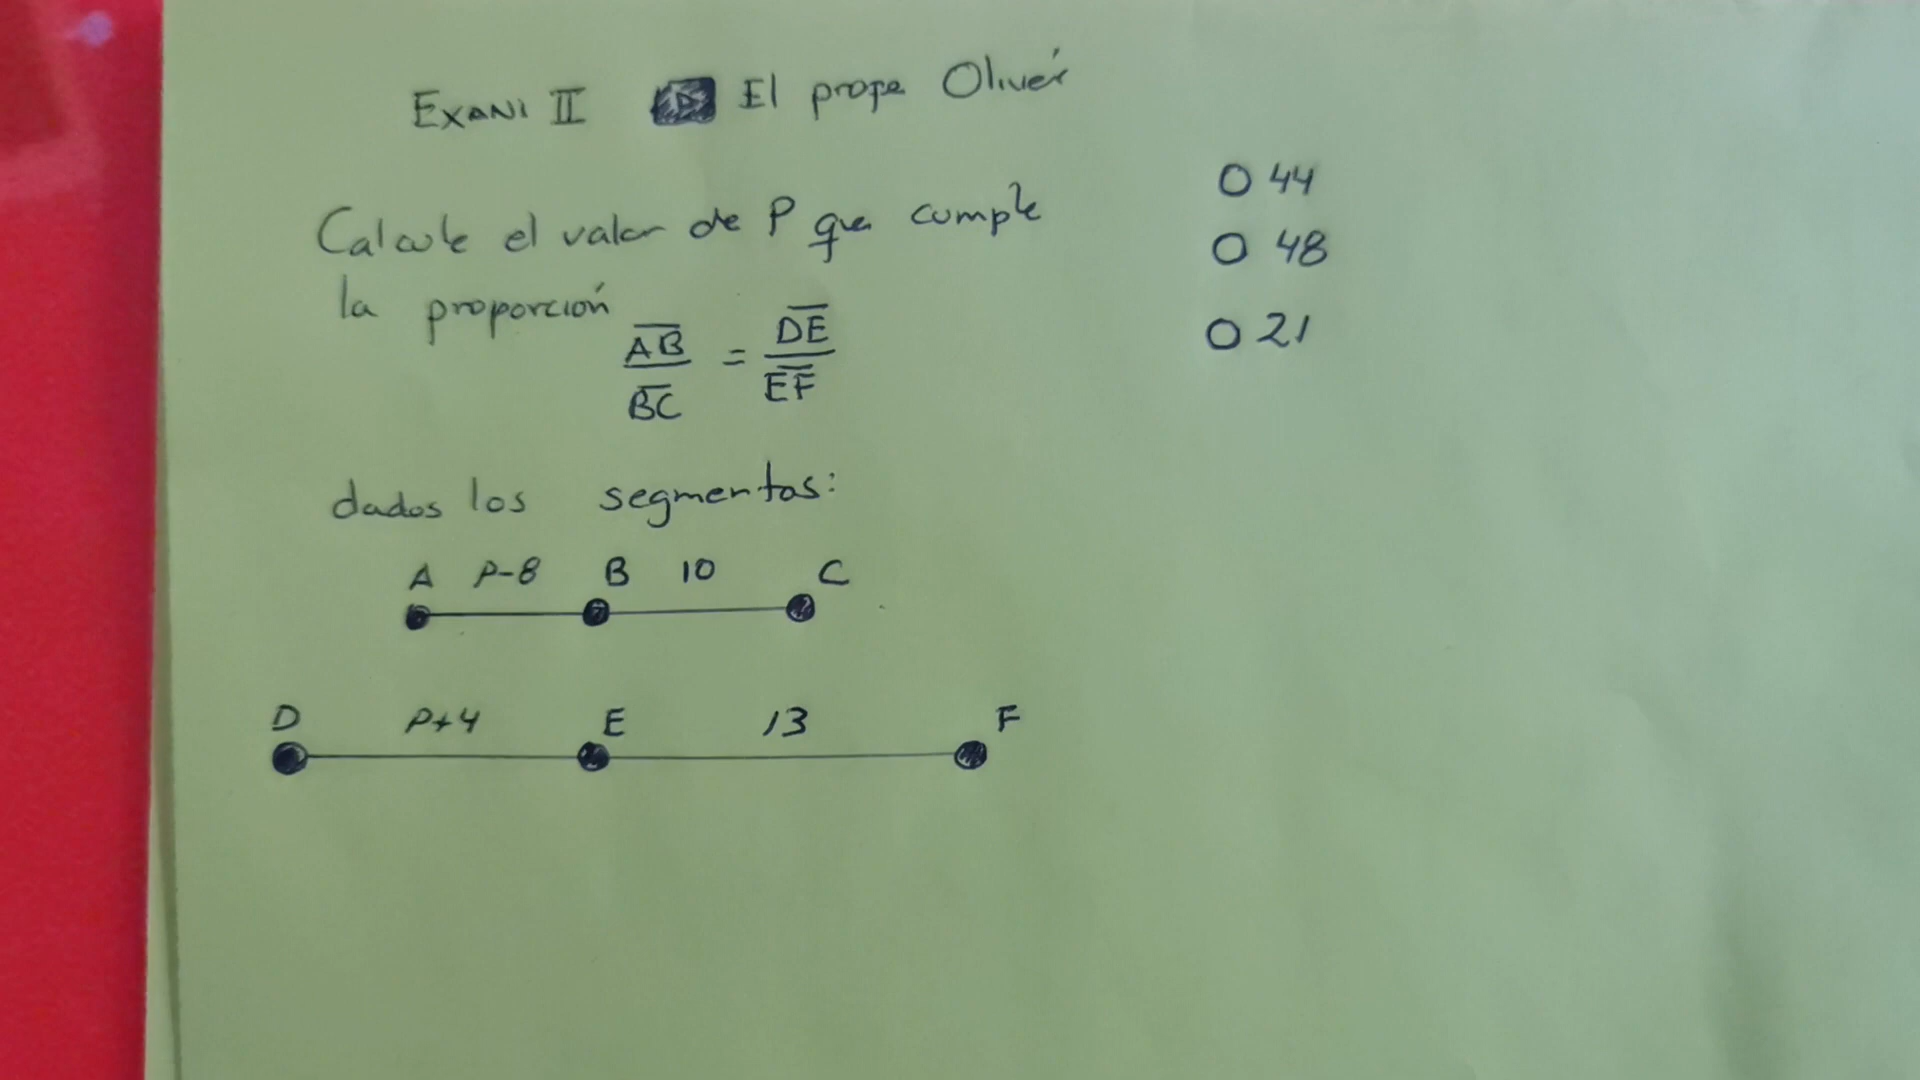 EXANI II El profe Oliver
Calcule el valor de P que cumple
la proporción
AB/BC = DE/EF
dados los segmentos:
A P-8 B 10 C
D P+4 E 13 F
O 44
O 48
O 21